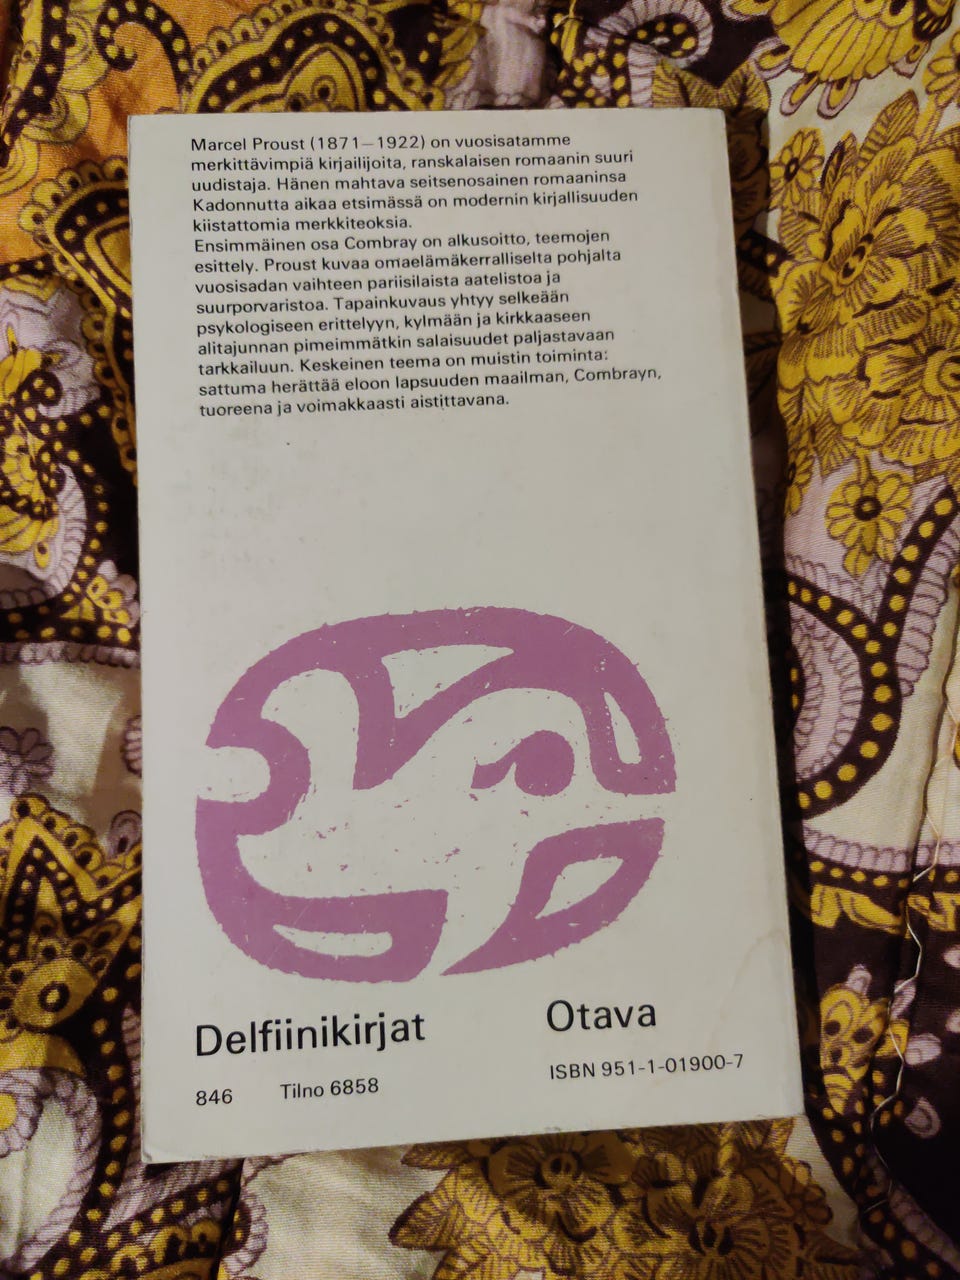 Marcel Proust (1871–1922) on vuosisatamme
merkittävimpiä kirjailijoita, ranskalaisen romaanin suuri
uudistaja. Hänen mahtava seitsenosainen romaaninsa
Kadonnutta aikaa etsimässä on modernin kirjallisuuden
kiistattomia merkkiteoksia.
Ensimmäinen osa Combray on alkusoitto, teemojen
esittely. Proust kuvaa omaelämäkerralliselta pohjalta
vuosisadan vaihteen pariisilaista aatelistoa ja
suurporvaristoa. Tapainkuvaus yhtyy selkeään
psykologiseen erittelyyn, kylmään ja kirkkaaseen
alitajunnan pimeimmätkin salaisuudet paljastavaan
tarkkailuun. Keskeinen teema on muistin toiminta:
sattuma herättää eloon lapsuuden maailman, Combrayn,
tuoreena ja voimakkaasti aistittavana.
Delfiinikirjat Otava
846 Tilno 6858 ISBN 951-1-01900-7